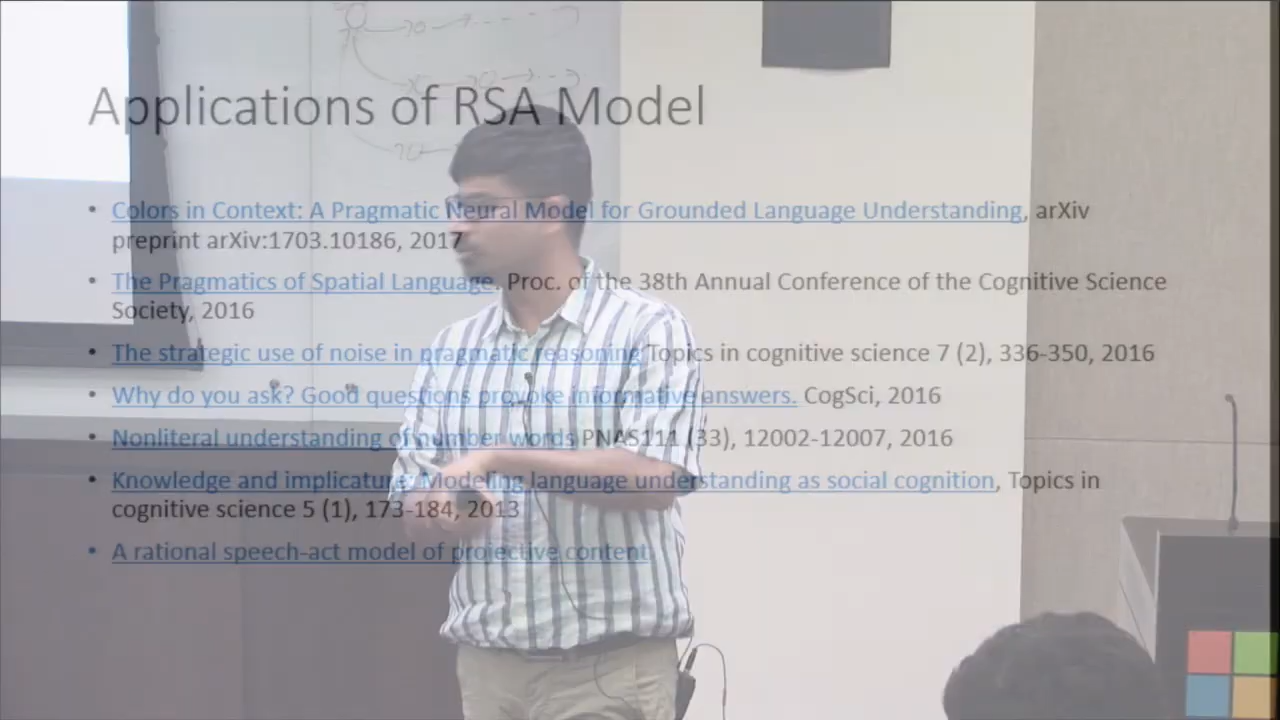 Applications of RSA Model
• Colors in Context: A Pragmatic Neural Model for Grounded Language Understanding, arXiv
preprint arXiv:1703.10186, 2017
• The Pragmatics of Spatial Language. Proc. of the 38th Annual Conference of the Cognitive Science
Society, 2016
• The strategic use of noise in pragmatic reasoning Topics in cognitive science 7 (2), 336-350, 2016
• Why do you ask? Good questions provoke informative answers. CogSci, 2016
• Nonliteral understanding of number words PNAS111 (33), 12002-12007, 2016
• Knowledge and implicature: Modeling language understanding as social cognition, Topics in
cognitive science 5 (1), 173-184, 2013
• A rational speech-act model of projective content